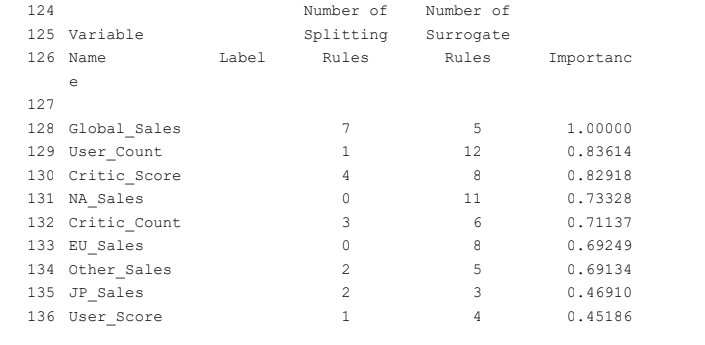 124 Number of Number of
125 Variable Splitting Surrogate
126 Name Label Rules Rules Importanc
e
127
128 Global_Sales 7 5 1.00000
129 User_Count 1 12 0.83614
130 Critic_Score 4 8 0.82918
131 NA_Sales 0 11 0.73328
132 Critic_Count 3 6 0.71137
133 EU_Sales 0 8 0.69249
134 Other_Sales 2 5 0.69134
135 JP_Sales 2 3 0.46910
136 User_Score 1 4 0.45186